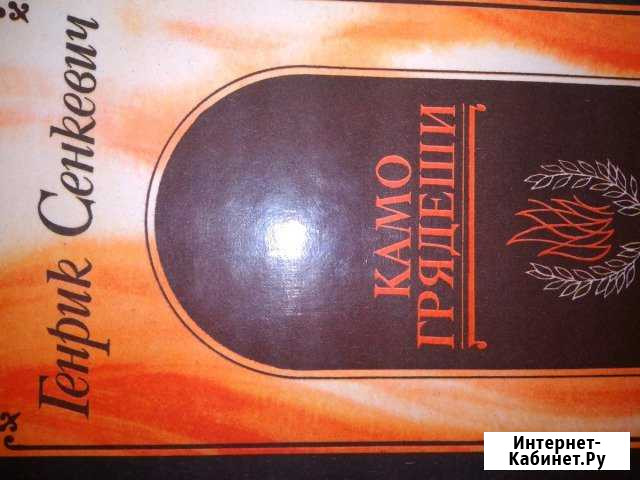 Генрик Сенкевич
КАМО
ГРЯДЕШИ
Интернет-
Кабинет.Ру